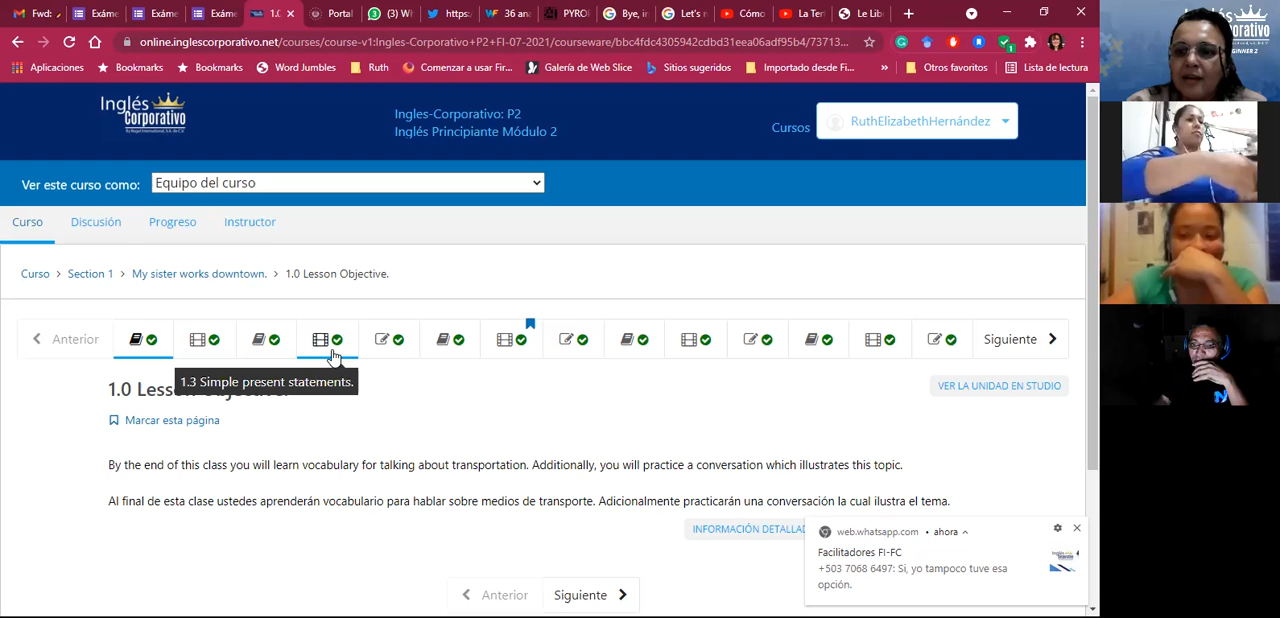 Fwd:
Exáme
Exáme
Exám
1.0
Portal
(3) W
https:
36 ana
PYROF
Bye, in
Let's r
Cómo
La Ter
Le Lib
online.inglescorporativo.net/courses/course-v1:Ingles-Corporativo+P2+FI-07-2021/courseware/bbc4fdc4305942cdbd31eea06adf95b4/73713...
Aplicaciones
Bookmarks
Bookmarks
Word Jumbles
Ruth
Comenzar a usar Fir...
Galería de Web Slice
Sitios sugeridos
Importado desde Fi...
»
Otros favoritos
Lista de lectura
Inglés
Corporativo
Ingles-Corporativo: P2
Inglés Principiante Módulo 2
Cursos
RuthElizabethHernández
Ver este curso como:
Equipo del curso
Curso
Discusión
Progreso
Instructor
Curso > Section 1 > My sister works downtown. > 1.0 Lesson Objective.
Anterior
Siguiente
1.3 Simple present statements.
1.0 Les
VER LA UNIDAD EN STUDIO
Marcar esta página
By the end of this class you will learn vocabulary for talking about transportation. Additionally, you will practice a conversation which illustrates this topic.
Al final de esta clase ustedes aprenderán vocabulario para hablar sobre medios de transporte. Adicionalmente practicarán una conversación la cual ilustra el tema.
INFORMACIÓN DETALLAD
web.whatsapp.com • ahora
Facilitadores FI-FC
+503 7068 6497: Si, yo tampoco tuve esa
opción.
Anterior
Siguiente